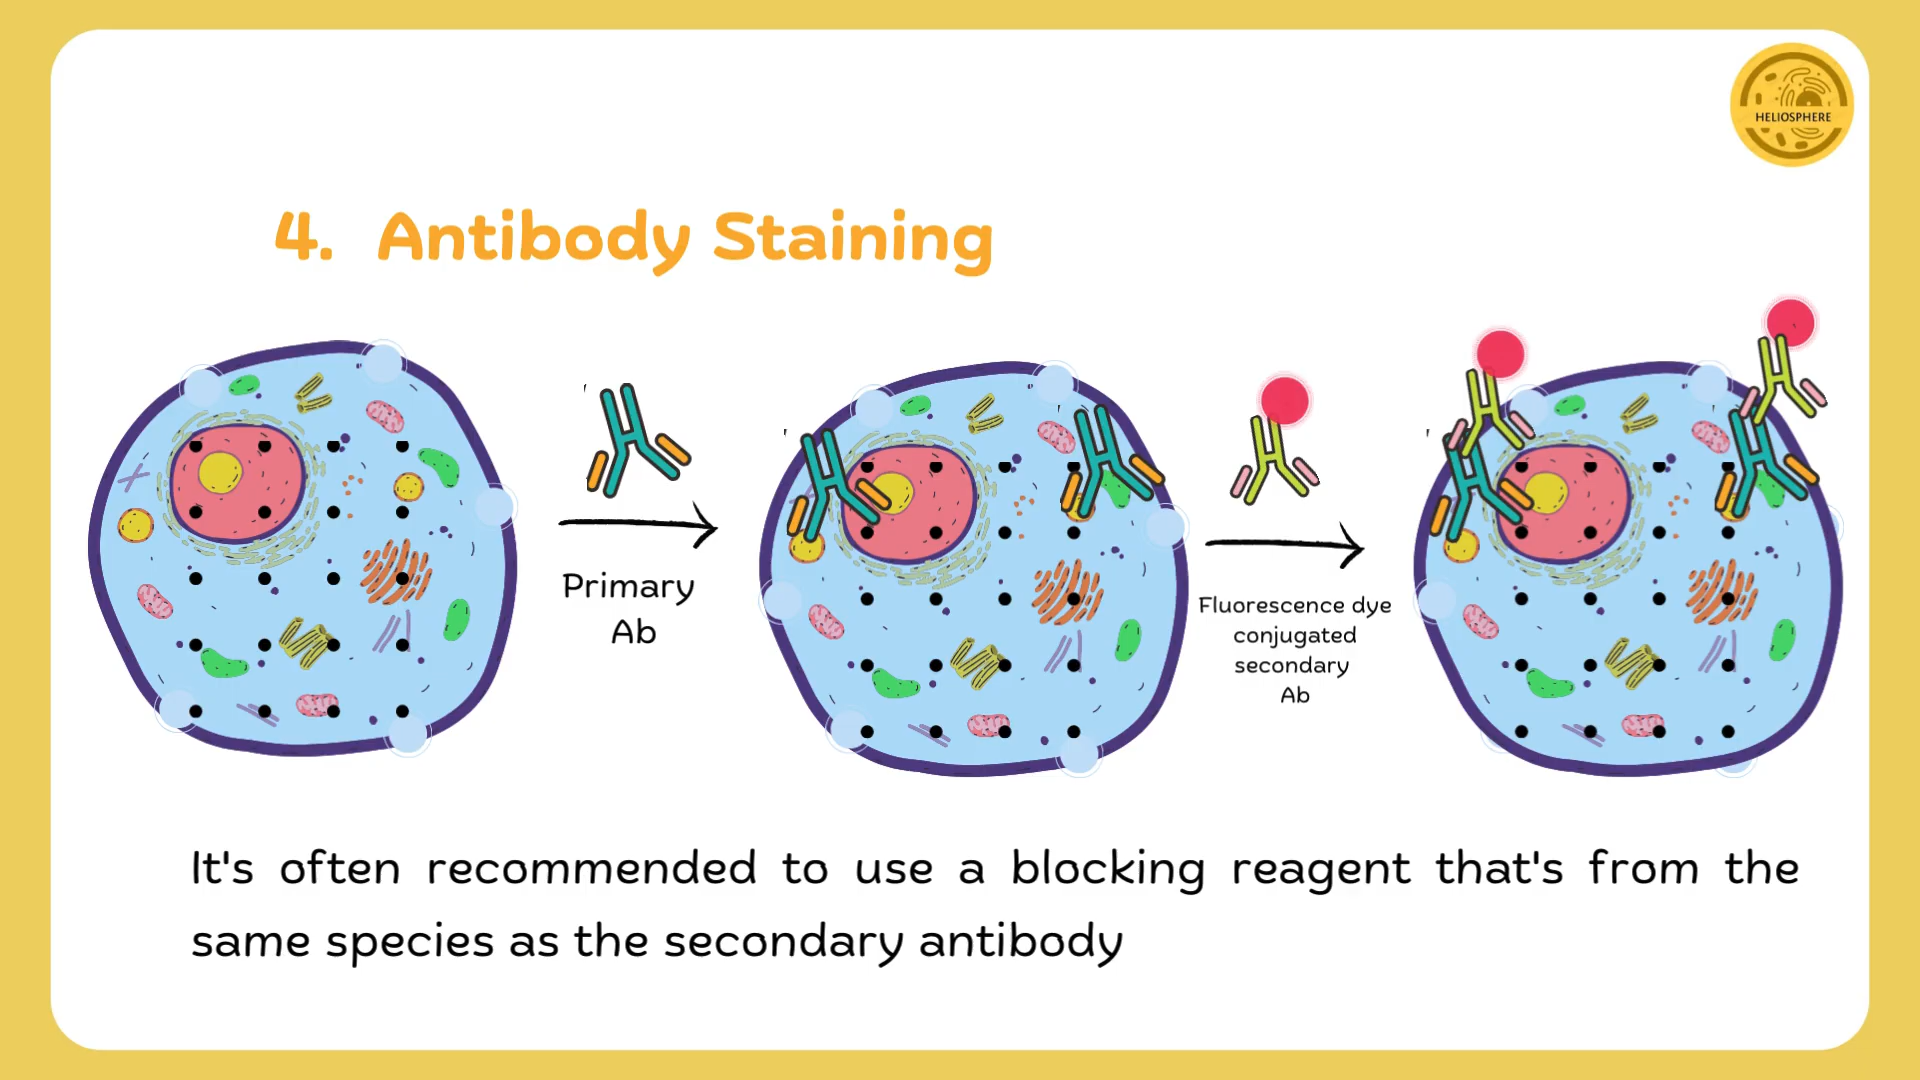 HELIOSPHERE
4. Antibody Staining
Primary
Ab
Fluorescence dye
conjugated
secondary
Ab
It's often recommended to use a blocking reagent that's from the
same species as the secondary antibody